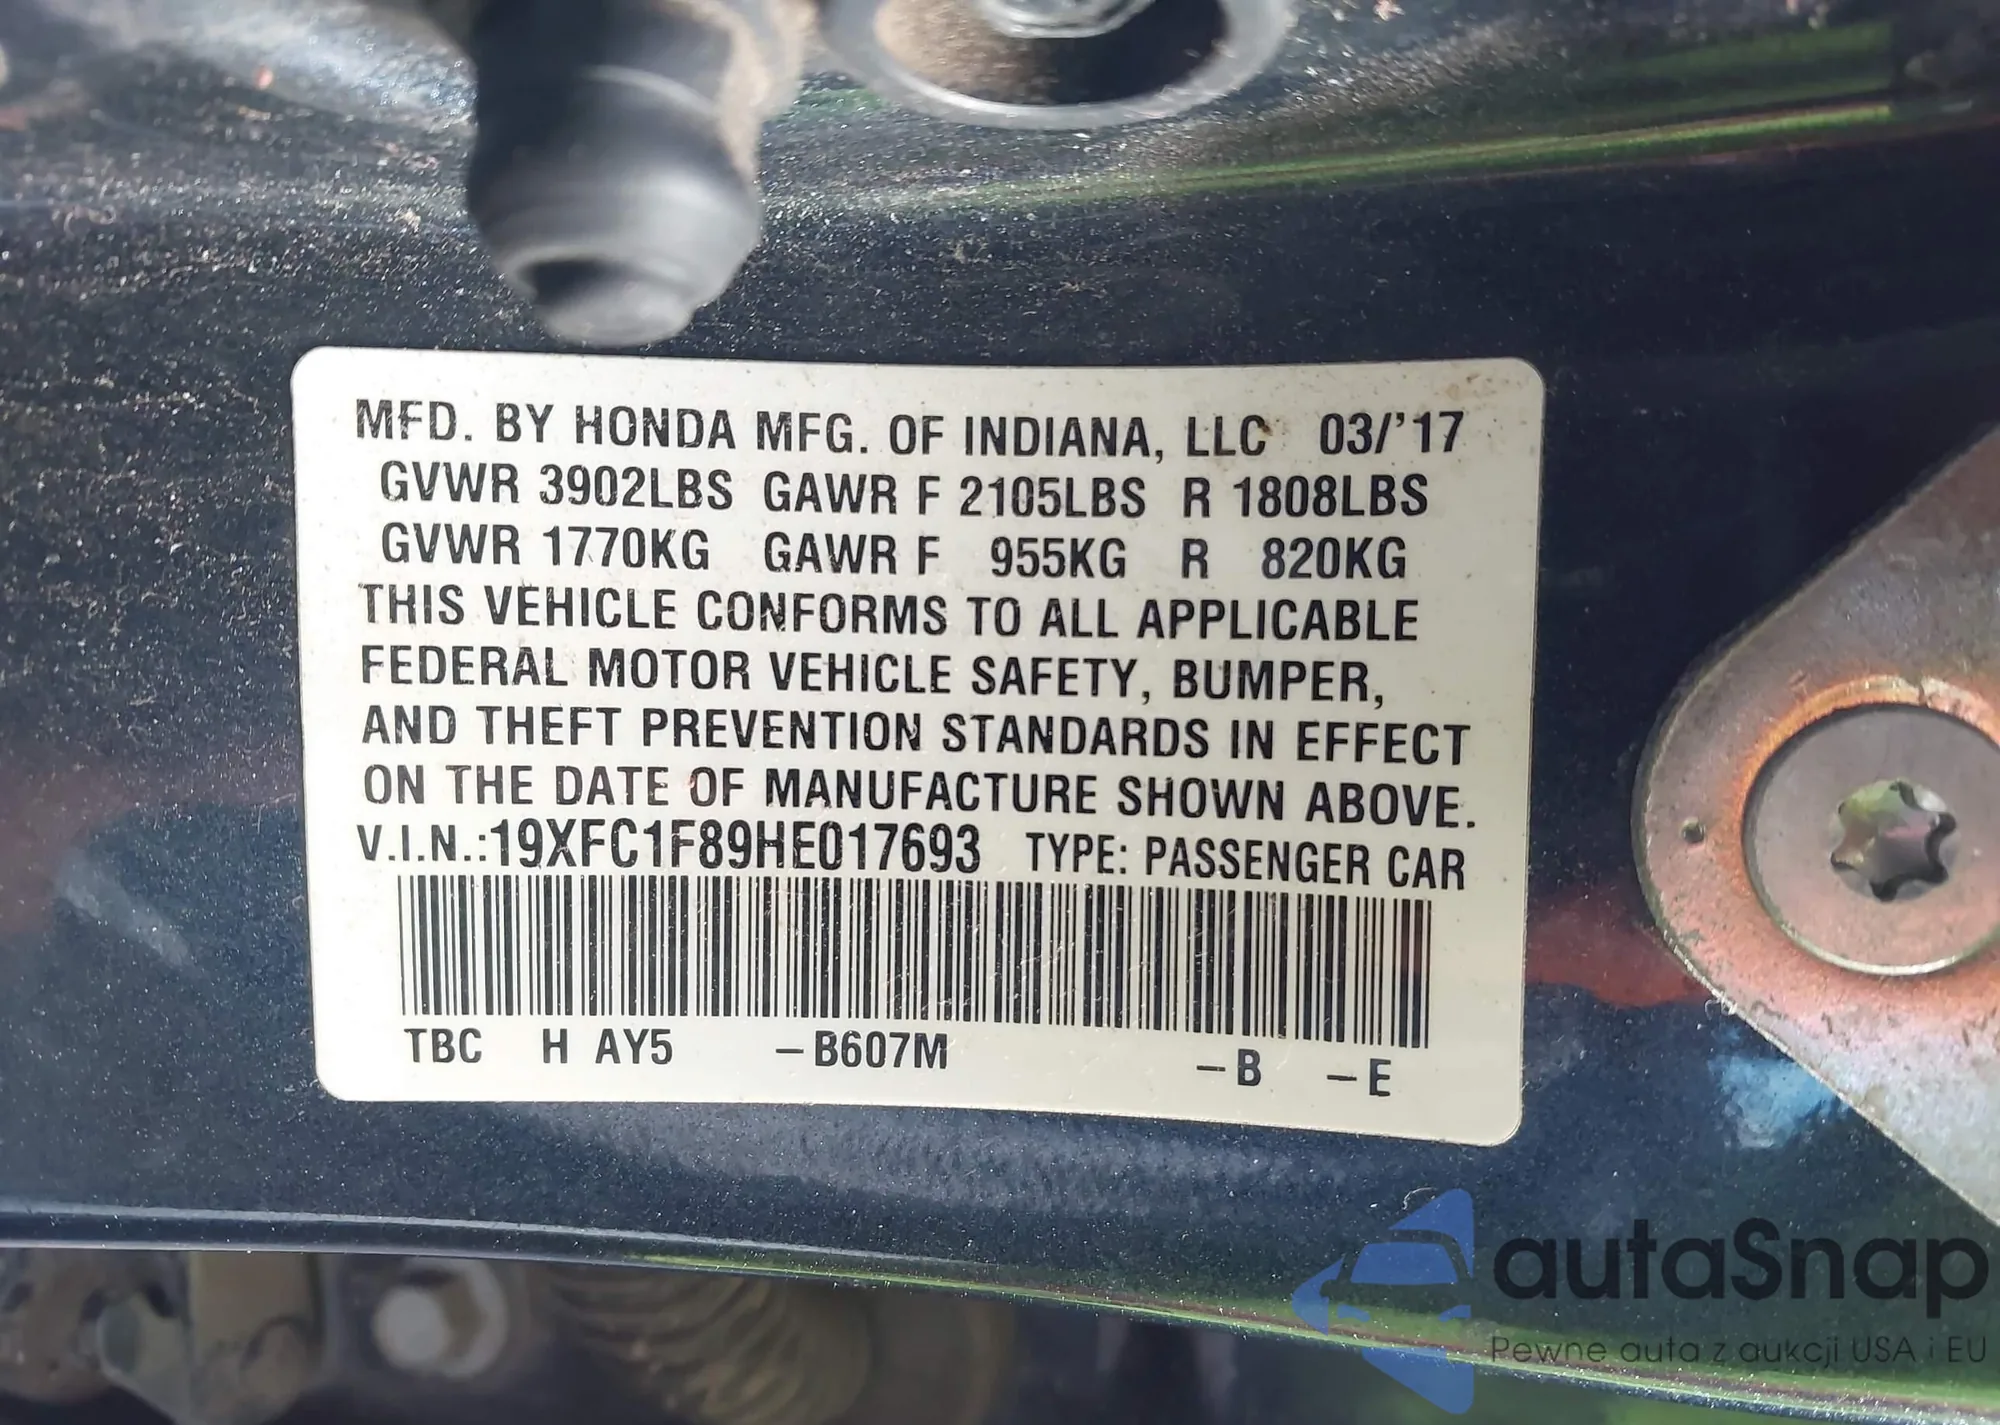 MFD. BY HONDA MFG. OF INDIANA, LLC 03/'17
GVWR 3902LBS GAWR F 2105LBS R 1808LBS
GVWR 1770KG GAWR F 955KG R 820KG
THIS VEHICLE CONFORMS TO ALL APPLICABLE
FEDERAL MOTOR VEHICLE SAFETY, BUMPER,
AND THEFT PREVENTION STANDARDS IN EFFECT
ON THE DATE OF MANUFACTURE SHOWN ABOVE.
V.I.N.:19XFC1F89HE017693 TYPE: PASSENGER CAR
TBC H AY5 –B607M –B –E
autaSnap
Pewne auta z aukcji USA i EU